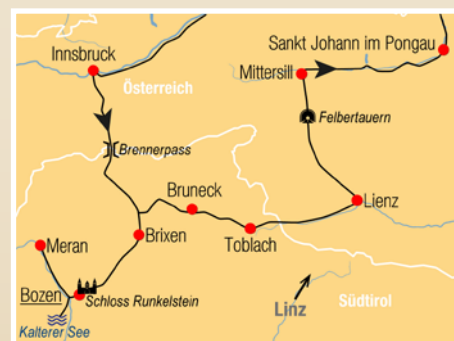 Sankt Johann im Pongau
Innsbruck
Mittersill
Österreich
Felbertauern
Brennerpass
Bruneck
Lienz
Brixen
Toblach
Meran
Bozen
Schloss Runkelstein
Linz
Südtirol
Kalterer See